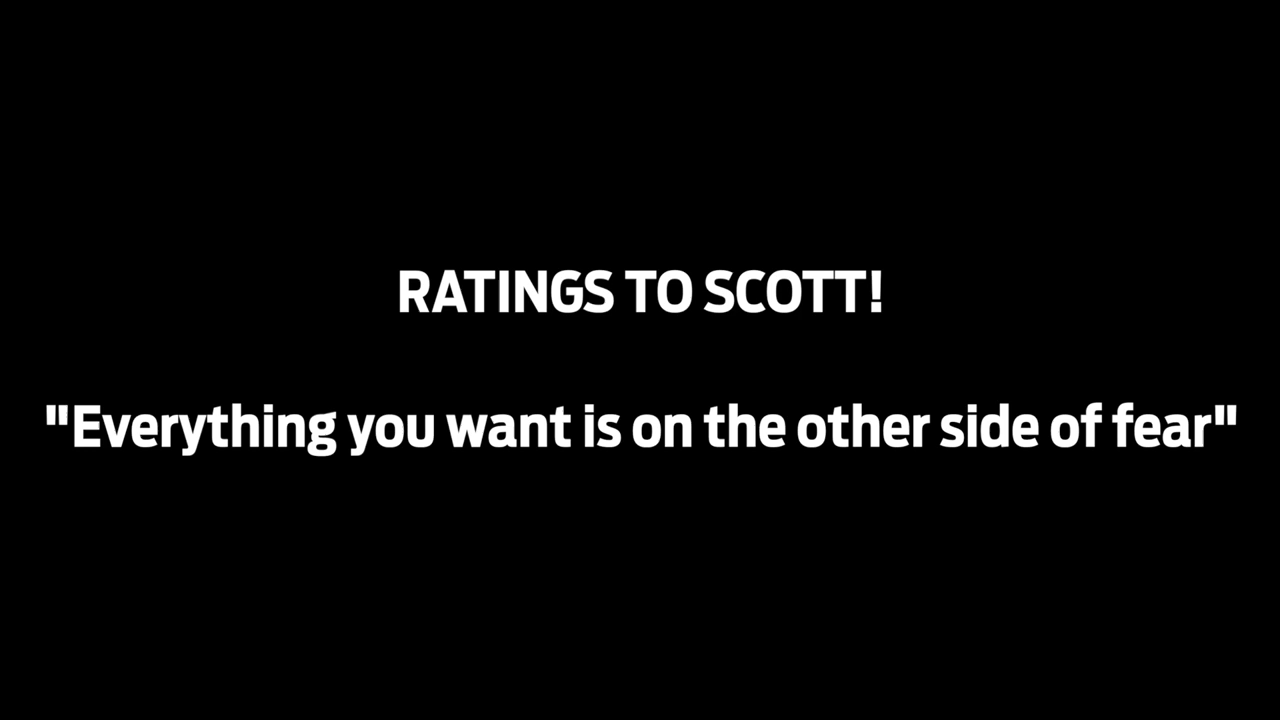 RATINGS TO SCOTT!
"Everything you want is on the other side of fear"